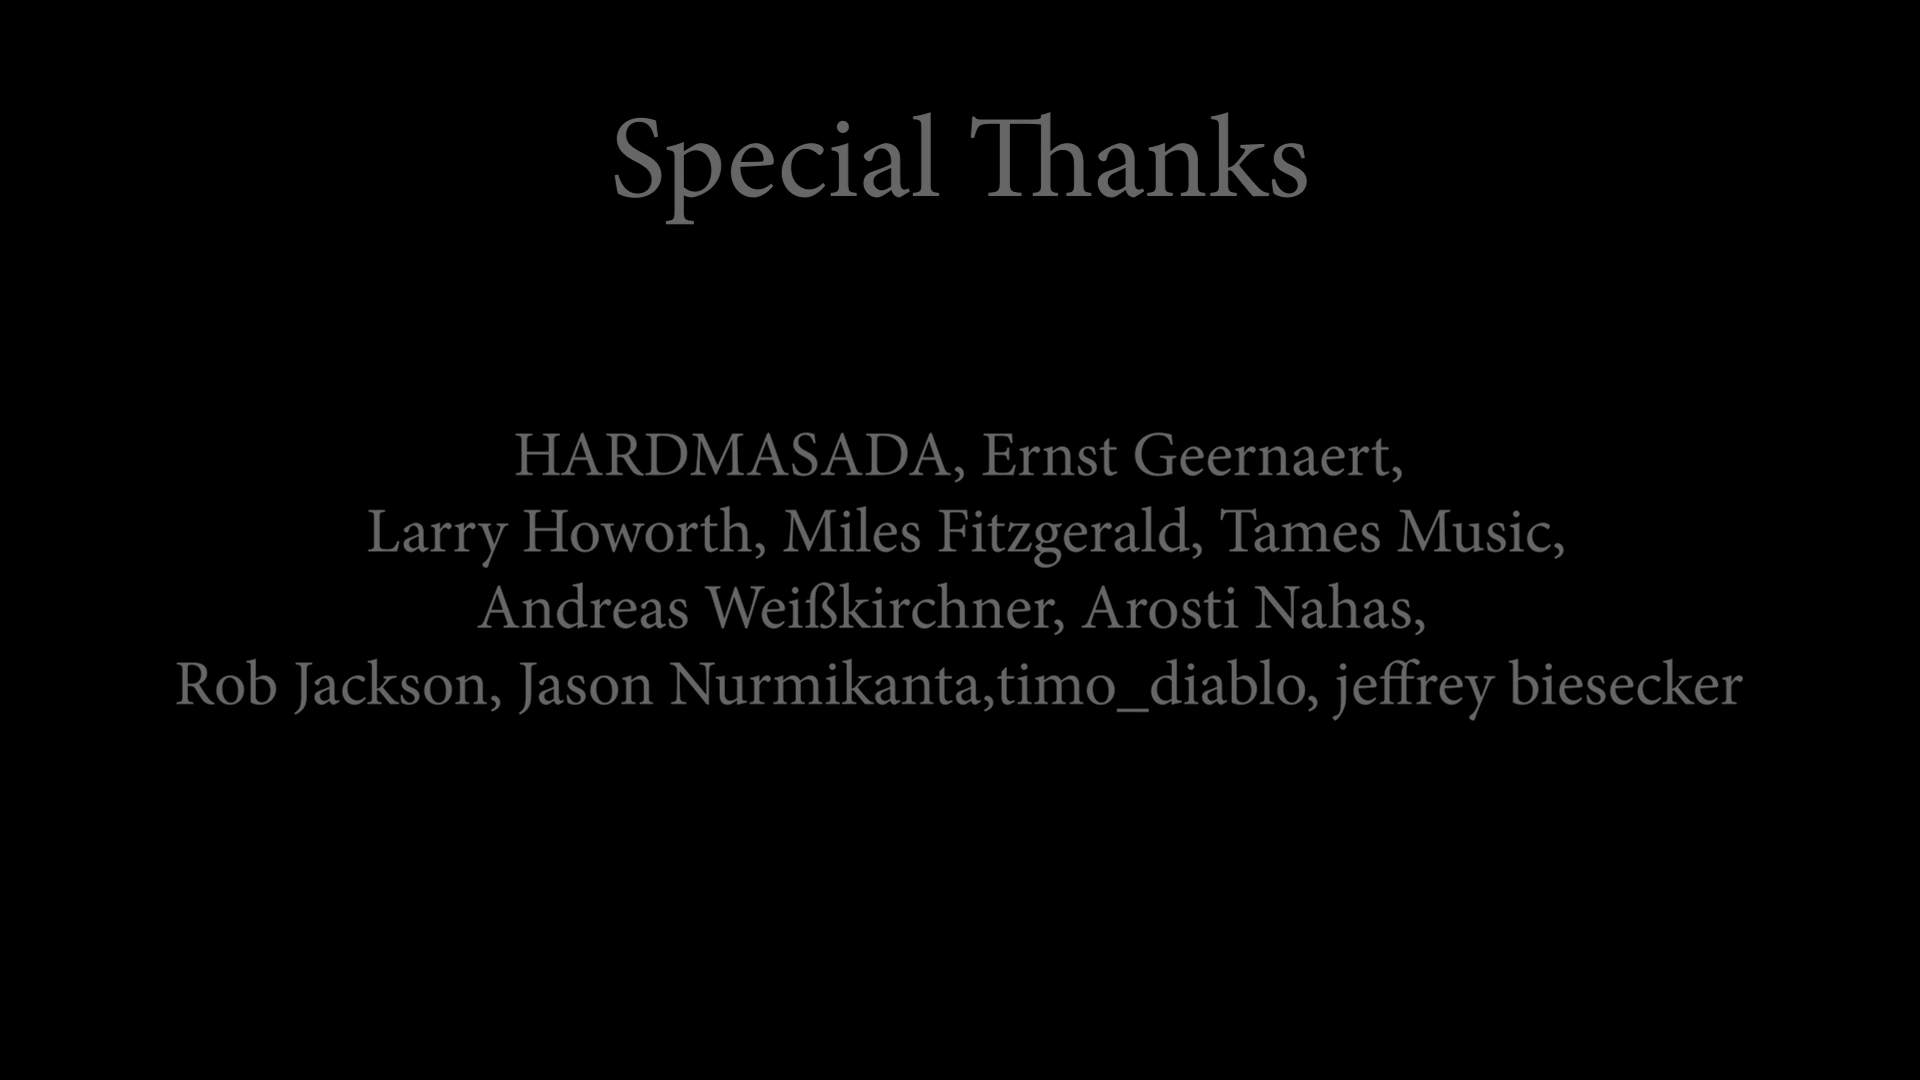 Special Thanks
HARDMASADA, Ernst Geernaert,
Larry Howorth, Miles Fitzgerald, Tames Music,
Andreas Weißkirchner, Arosti Nahas,
Rob Jackson, Jason Nurmikanta,timo_diablo, jeffrey biesecker